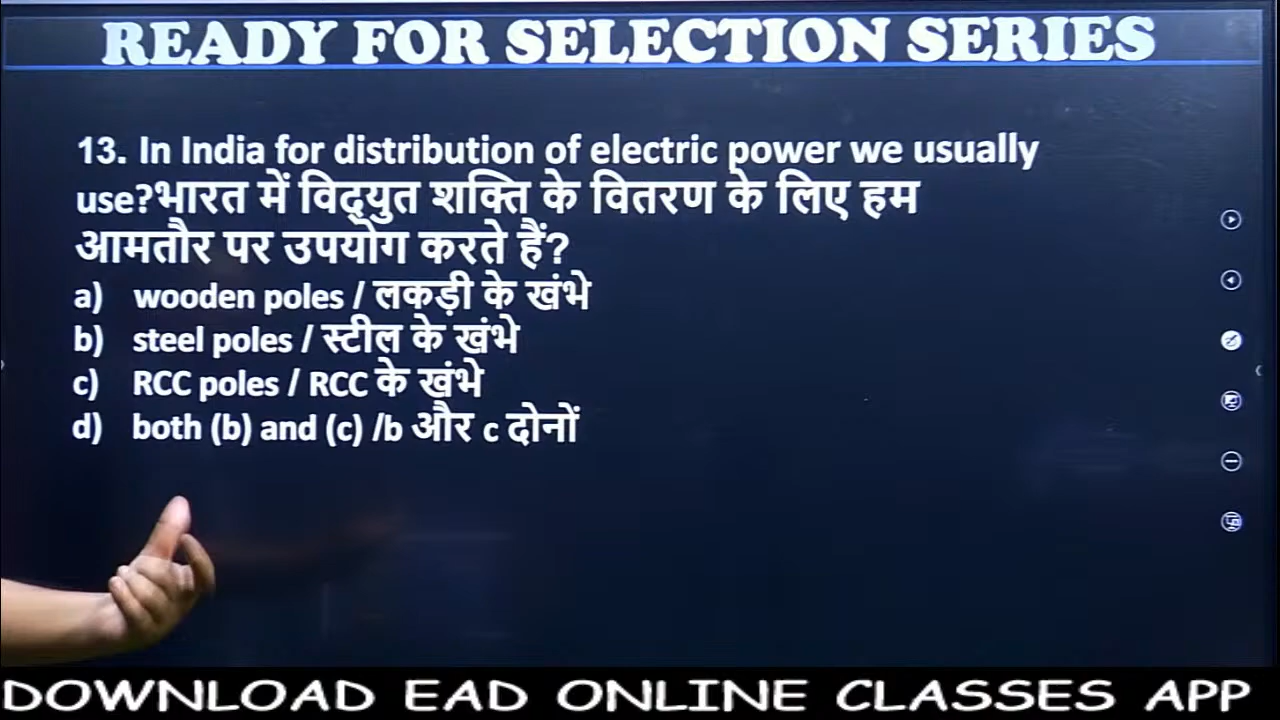 READY FOR SELECTION SERIES
13. In India for distribution of electric power we usually
use?भारत में विद्युत शक्ति के वितरण के लिए हम
आमतौर पर उपयोग करते हैं?
a) wooden poles / लकड़ी के खंभे
b) steel poles / स्टील के खंभे
c) RCC poles / RCC के खंभे
d) both (b) and (c) /b और c दोनों
DOWNLOAD EAD ONLINE CLASSES APP